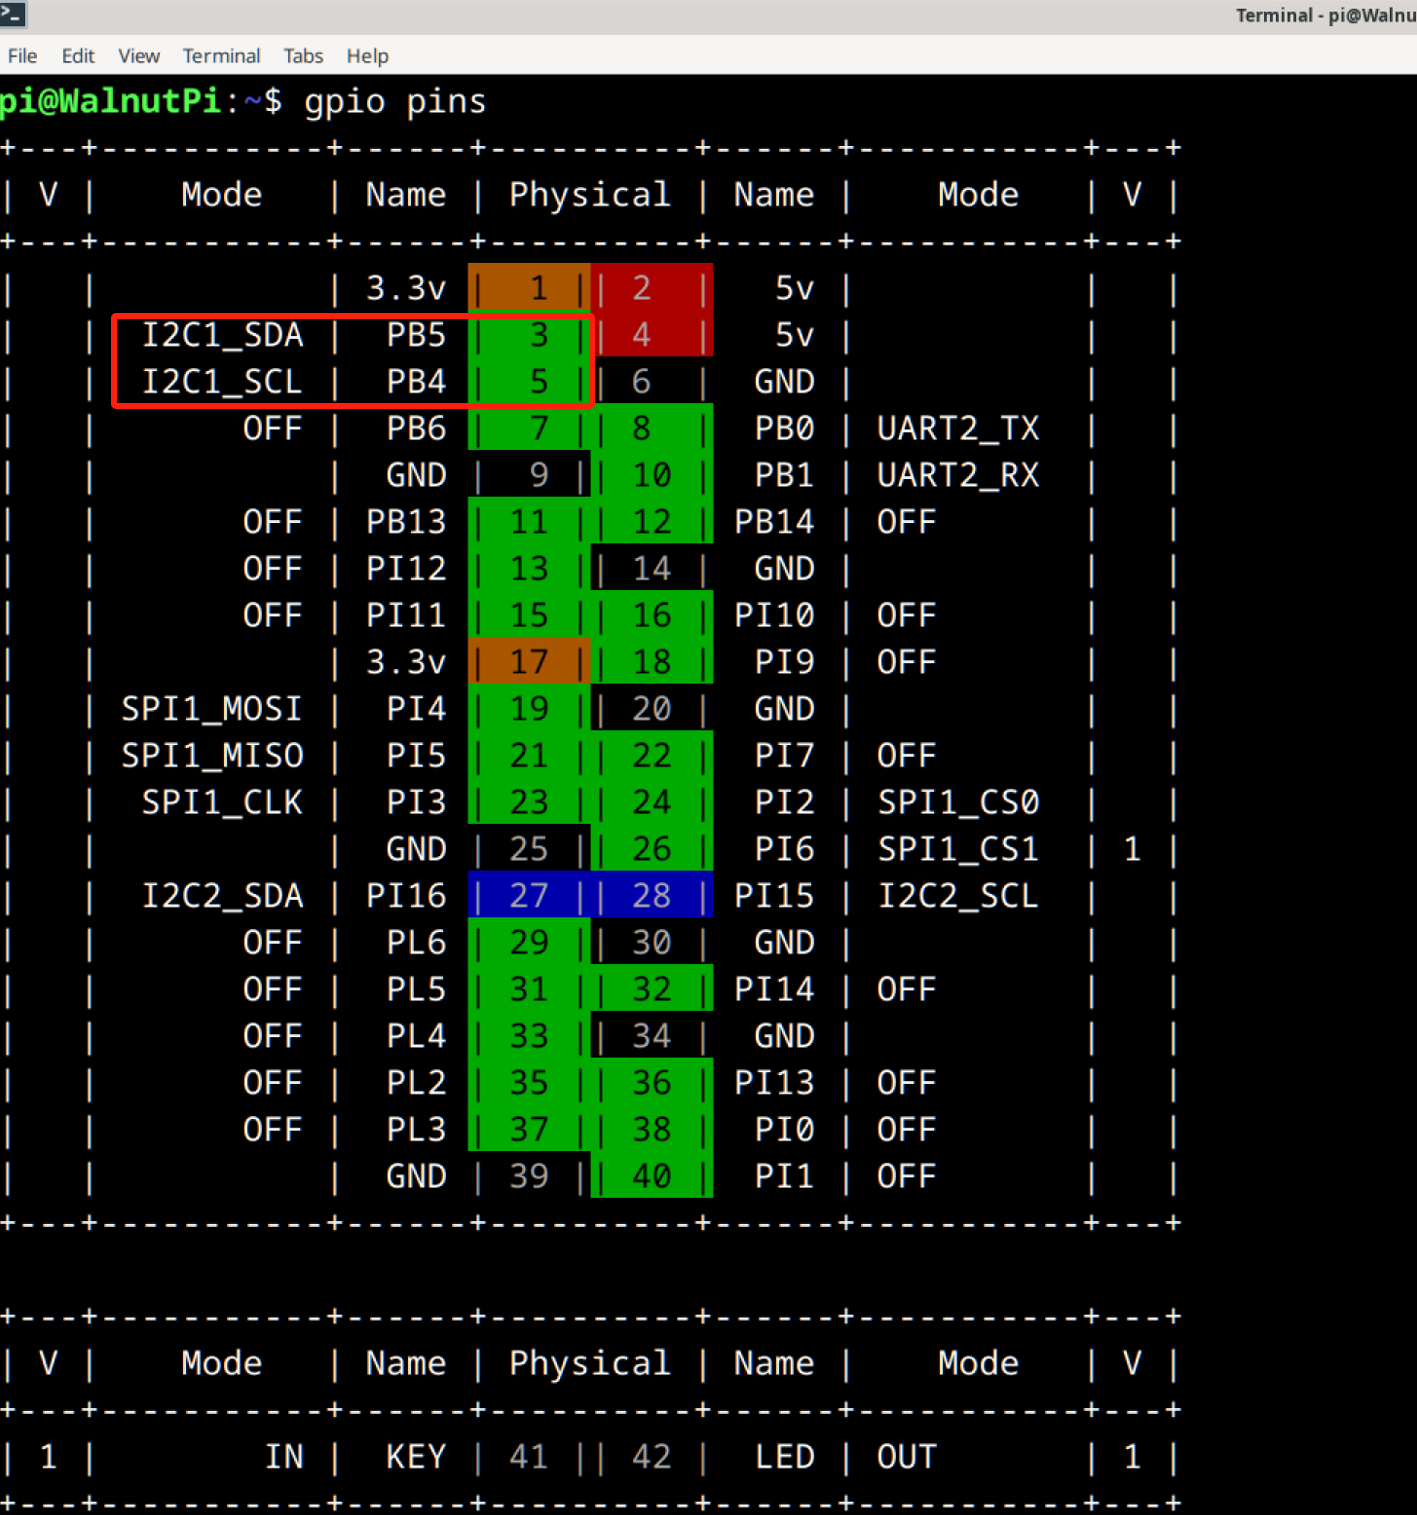 Terminal - pi@Walnu
File Edit View Terminal Tabs Help
pi@WalnutPi:~$ gpio pins
+---+-----------+------+----------+------+-----------+---+
| V |    Mode   | Name | Physical | Name |    Mode   | V |
+---+-----------+------+----------+------+-----------+---+
|   |           | 3.3v |  1 || 2  |   5v |           |   |
|   |  I2C1_SDA |  PB5 |  3 || 4  |   5v |           |   |
|   |  I2C1_SCL |  PB4 |  5 || 6  |  GND |           |   |
|   |       OFF |  PB6 |  7 || 8  |  PB0 | UART2_TX  |   |
|   |           |  GND |  9 || 10 |  PB1 | UART2_RX  |   |
|   |       OFF | PB13 | 11 || 12 | PB14 | OFF       |   |
|   |       OFF | PI12 | 13 || 14 |  GND |           |   |
|   |       OFF | PI11 | 15 || 16 | PI10 | OFF       |   |
|   |           | 3.3v | 17 || 18 |  PI9 | OFF       |   |
|   | SPI1_MOSI |  PI4 | 19 || 20 |  GND |           |   |
|   | SPI1_MISO |  PI5 | 21 || 22 |  PI7 | OFF       |   |
|   |  SPI1_CLK |  PI3 | 23 || 24 |  PI2 | SPI1_CS0  |   |
|   |           |  GND | 25 || 26 |  PI6 | SPI1_CS1  | 1 |
|   |  I2C2_SDA | PI16 | 27 || 28 | PI15 | I2C2_SCL  |   |
|   |       OFF |  PL6 | 29 || 30 |  GND |           |   |
|   |       OFF |  PL5 | 31 || 32 | PI14 | OFF       |   |
|   |       OFF |  PL4 | 33 || 34 |  GND |           |   |
|   |       OFF |  PL2 | 35 || 36 | PI13 | OFF       |   |
|   |       OFF |  PL3 | 37 || 38 |  PI0 | OFF       |   |
|   |           |  GND | 39 || 40 |  PI1 | OFF       |   |
+---+-----------+------+----------+------+-----------+---+
+---+-----------+------+----------+------+-----------+---+
| V |    Mode   | Name | Physical | Name |    Mode   | V |
+---+-----------+------+----------+------+-----------+---+
| 1 |        IN |  KEY | 41 || 42 |  LED | OUT       | 1 |
+---+-----------+------+----------+------+-----------+---+